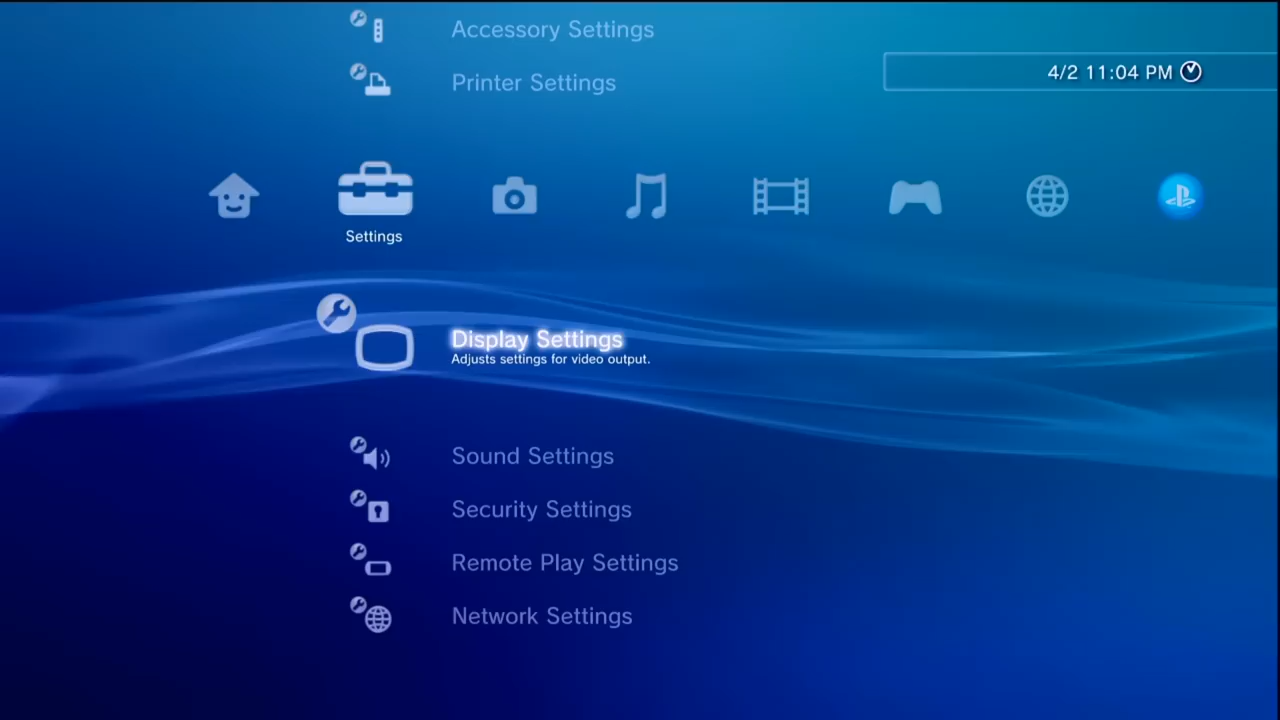 Accessory Settings
4/2 11:04 PM
Printer Settings
Settings
Display Settings
Adjusts settings for video output.
Sound Settings
Security Settings
Remote Play Settings
Network Settings